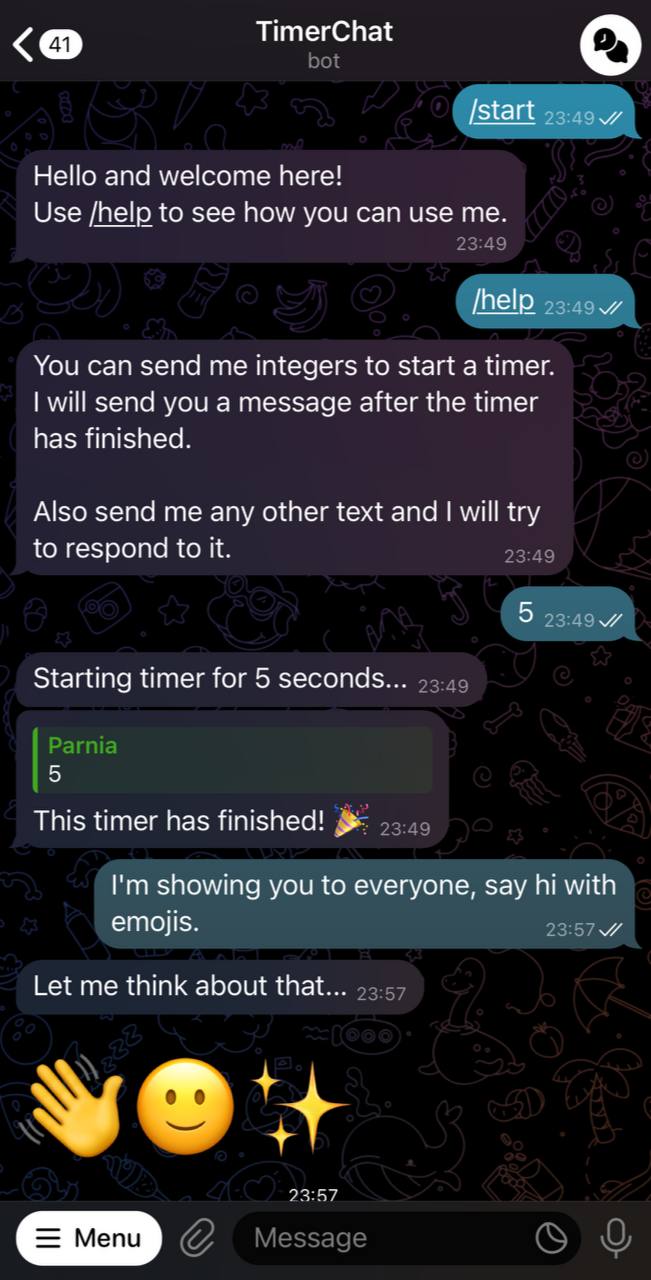 41
TimerChat
bot
/start 23:49
Hello and welcome here!
Use /help to see how you can use me.
23:49
/help 23:49
You can send me integers to start a timer.
I will send you a message after the timer
has finished.
Also send me any other text and I will try
to respond to it. 23:49
5 23:49
Starting timer for 5 seconds... 23:49
Parnia
5
This timer has finished! 🎉 23:49
I'm showing you to everyone, say hi with
emojis. 23:57
Let me think about that... 23:57
👋🙂✨
23:57
Menu
Message